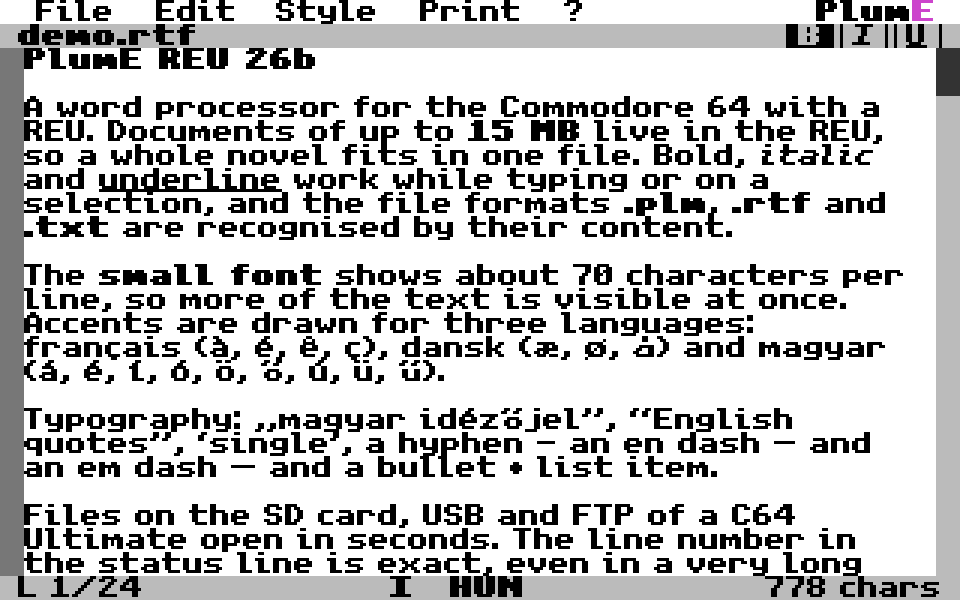 File Edit Style Print ? PlumE
demo.rtf B I U
PlumE REU 26b
A word processor for the Commodore 64 with a
REU. Documents of up to 15 MB live in the REU,
so a whole novel fits in one file. Bold, italic
and underline work while typing or on a
selection, and the file formats .plm, .rtf and
.txt are recognised by their content.
The small font shows about 70 characters per
line, so more of the text is visible at once.
Accents are drawn for three languages:
français (à, é, ê, ç), dansk (æ, ø, å) and magyar
(á, é, í, ó, ö, ő, ú, ü, ű).
Typography: „magyar idézőjel”, “English
quotes”, ‘single’, a hyphen – an en dash — and
an em dash — and a bullet • list item.
Files on the SD card, USB and FTP of a C64
Ultimate open in seconds. The line number in
the status line is exact, even in a very long
L 1/24 I HUN 778 chars